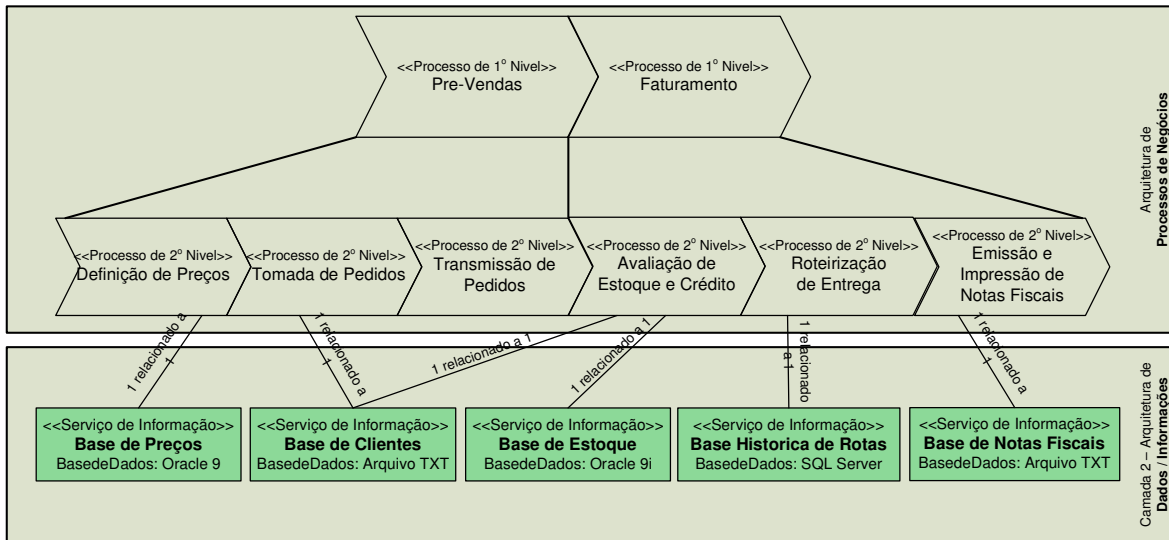 <<Processo de 1º Nivel>>
Pre-Vendas
<<Processo de 1º Nivel>>
Faturamento
Arquitetura de
Processos de Negócios
<<Processo de 2º Nivel>>
Definição de Preços
<<Processo de 2º Nivel>>
Tomada de Pedidos
<<Processo de 2º Nivel>>
Transmissão de
Pedidos
<<Processo de 2º Nivel>>
Avaliação de
Estoque e Crédito
<<Processo de 2º Nivel>>
Roteirização
de Entrega
<<Processo de 2º Nivel>>
Emissão e
Impressão de
Notas Fiscais
1 relacionado a
1
1 relacionado a
1
1 relacionado a 1
1 relacionado a 1
1 relacionado
a 1
1 relacionado a
1
<<Serviço de Informação>>
Base de Preços
BasedeDados: Oracle 9
<<Serviço de Informação>>
Base de Clientes
BasedeDados: Arquivo TXT
<<Serviço de Informação>>
Base de Estoque
BasedeDados: Oracle 9i
<<Serviço de Informação>>
Base Historica de Rotas
BasedeDados: SQL Server
<<Serviço de Informação>>
Base de Notas Fiscais
BasedeDados: Arquivo TXT
Camada 2 – Arquitetura de
Dados / Informações